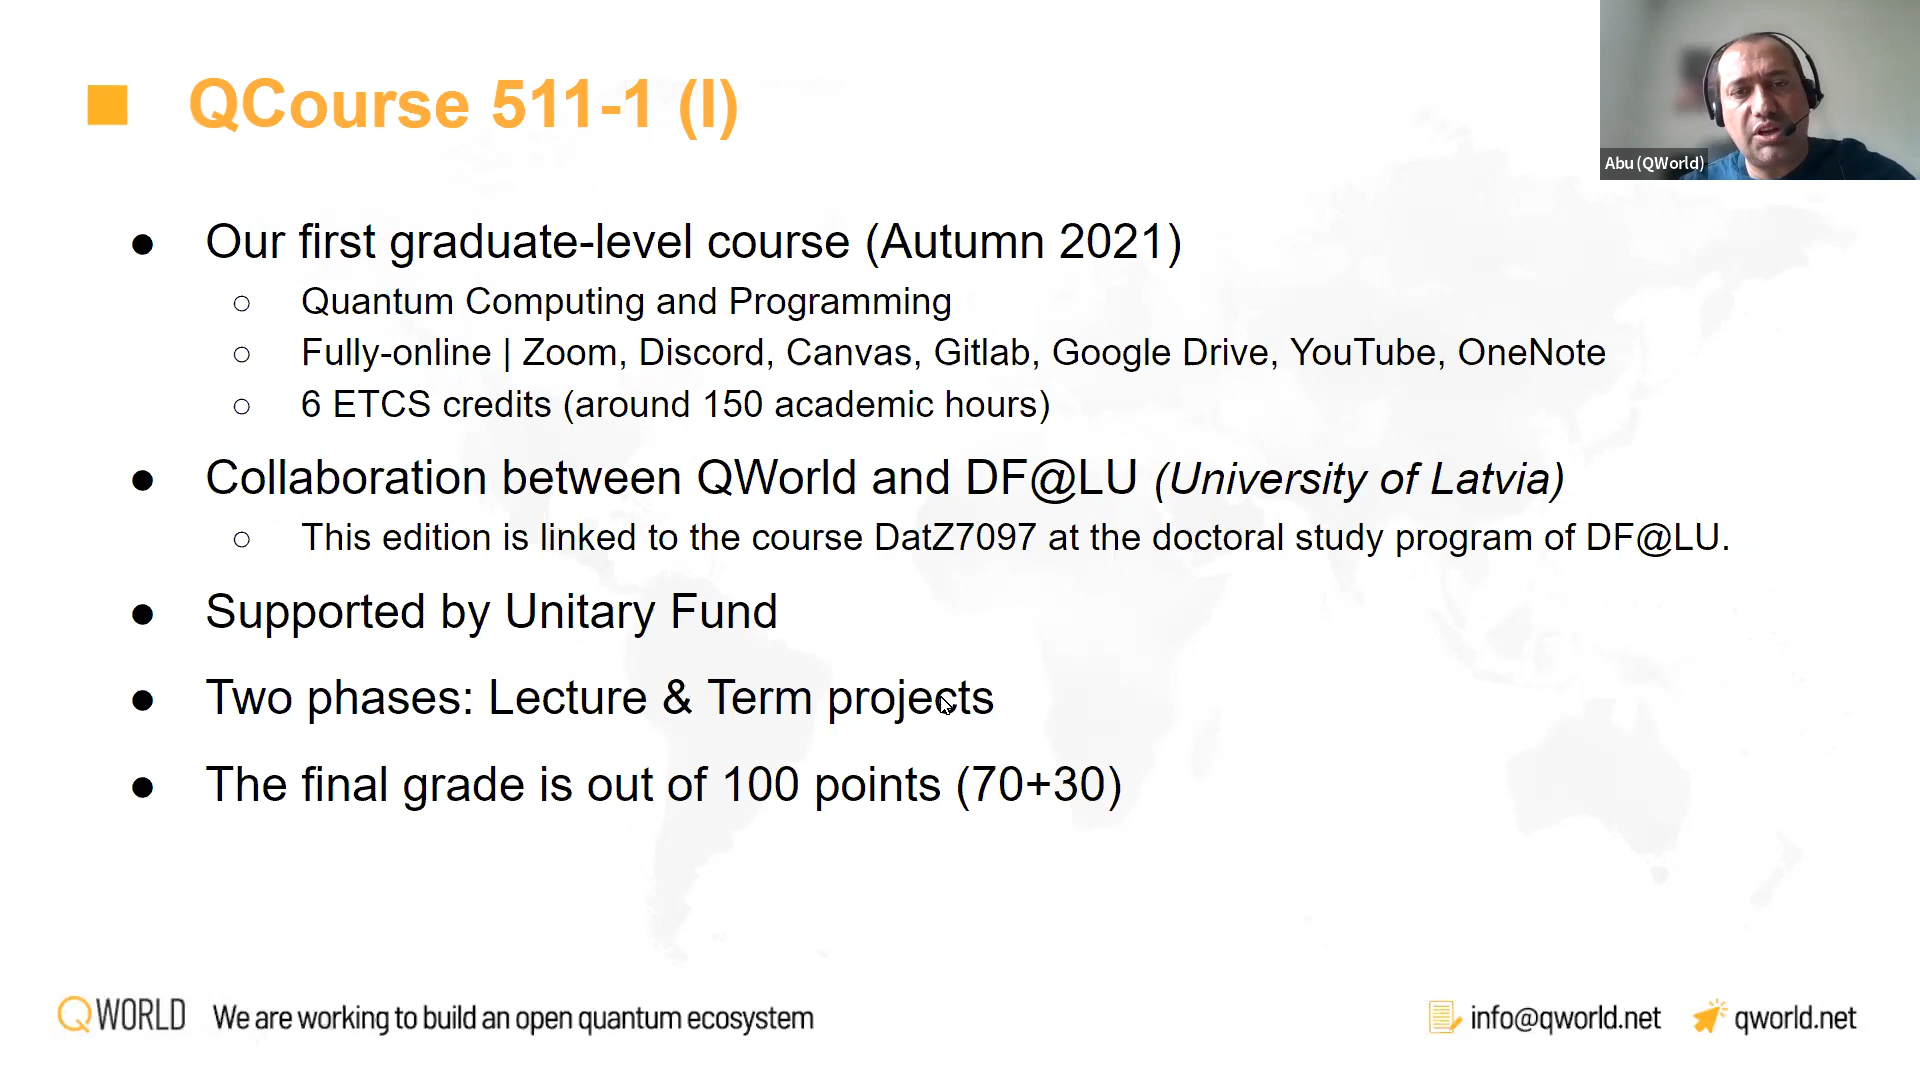 QCourse 511-1 (I)
Abu (QWorld)
● Our first graduate-level course (Autumn 2021)
○ Quantum Computing and Programming
○ Fully-online | Zoom, Discord, Canvas, Gitlab, Google Drive, YouTube, OneNote
○ 6 ETCS credits (around 150 academic hours)
● Collaboration between QWorld and DF@LU (University of Latvia)
○ This edition is linked to the course DatZ7097 at the doctoral study program of DF@LU.
● Supported by Unitary Fund
● Two phases: Lecture & Term projects
● The final grade is out of 100 points (70+30)
QWORLD We are working to build an open quantum ecosystem info@qworld.net qworld.net